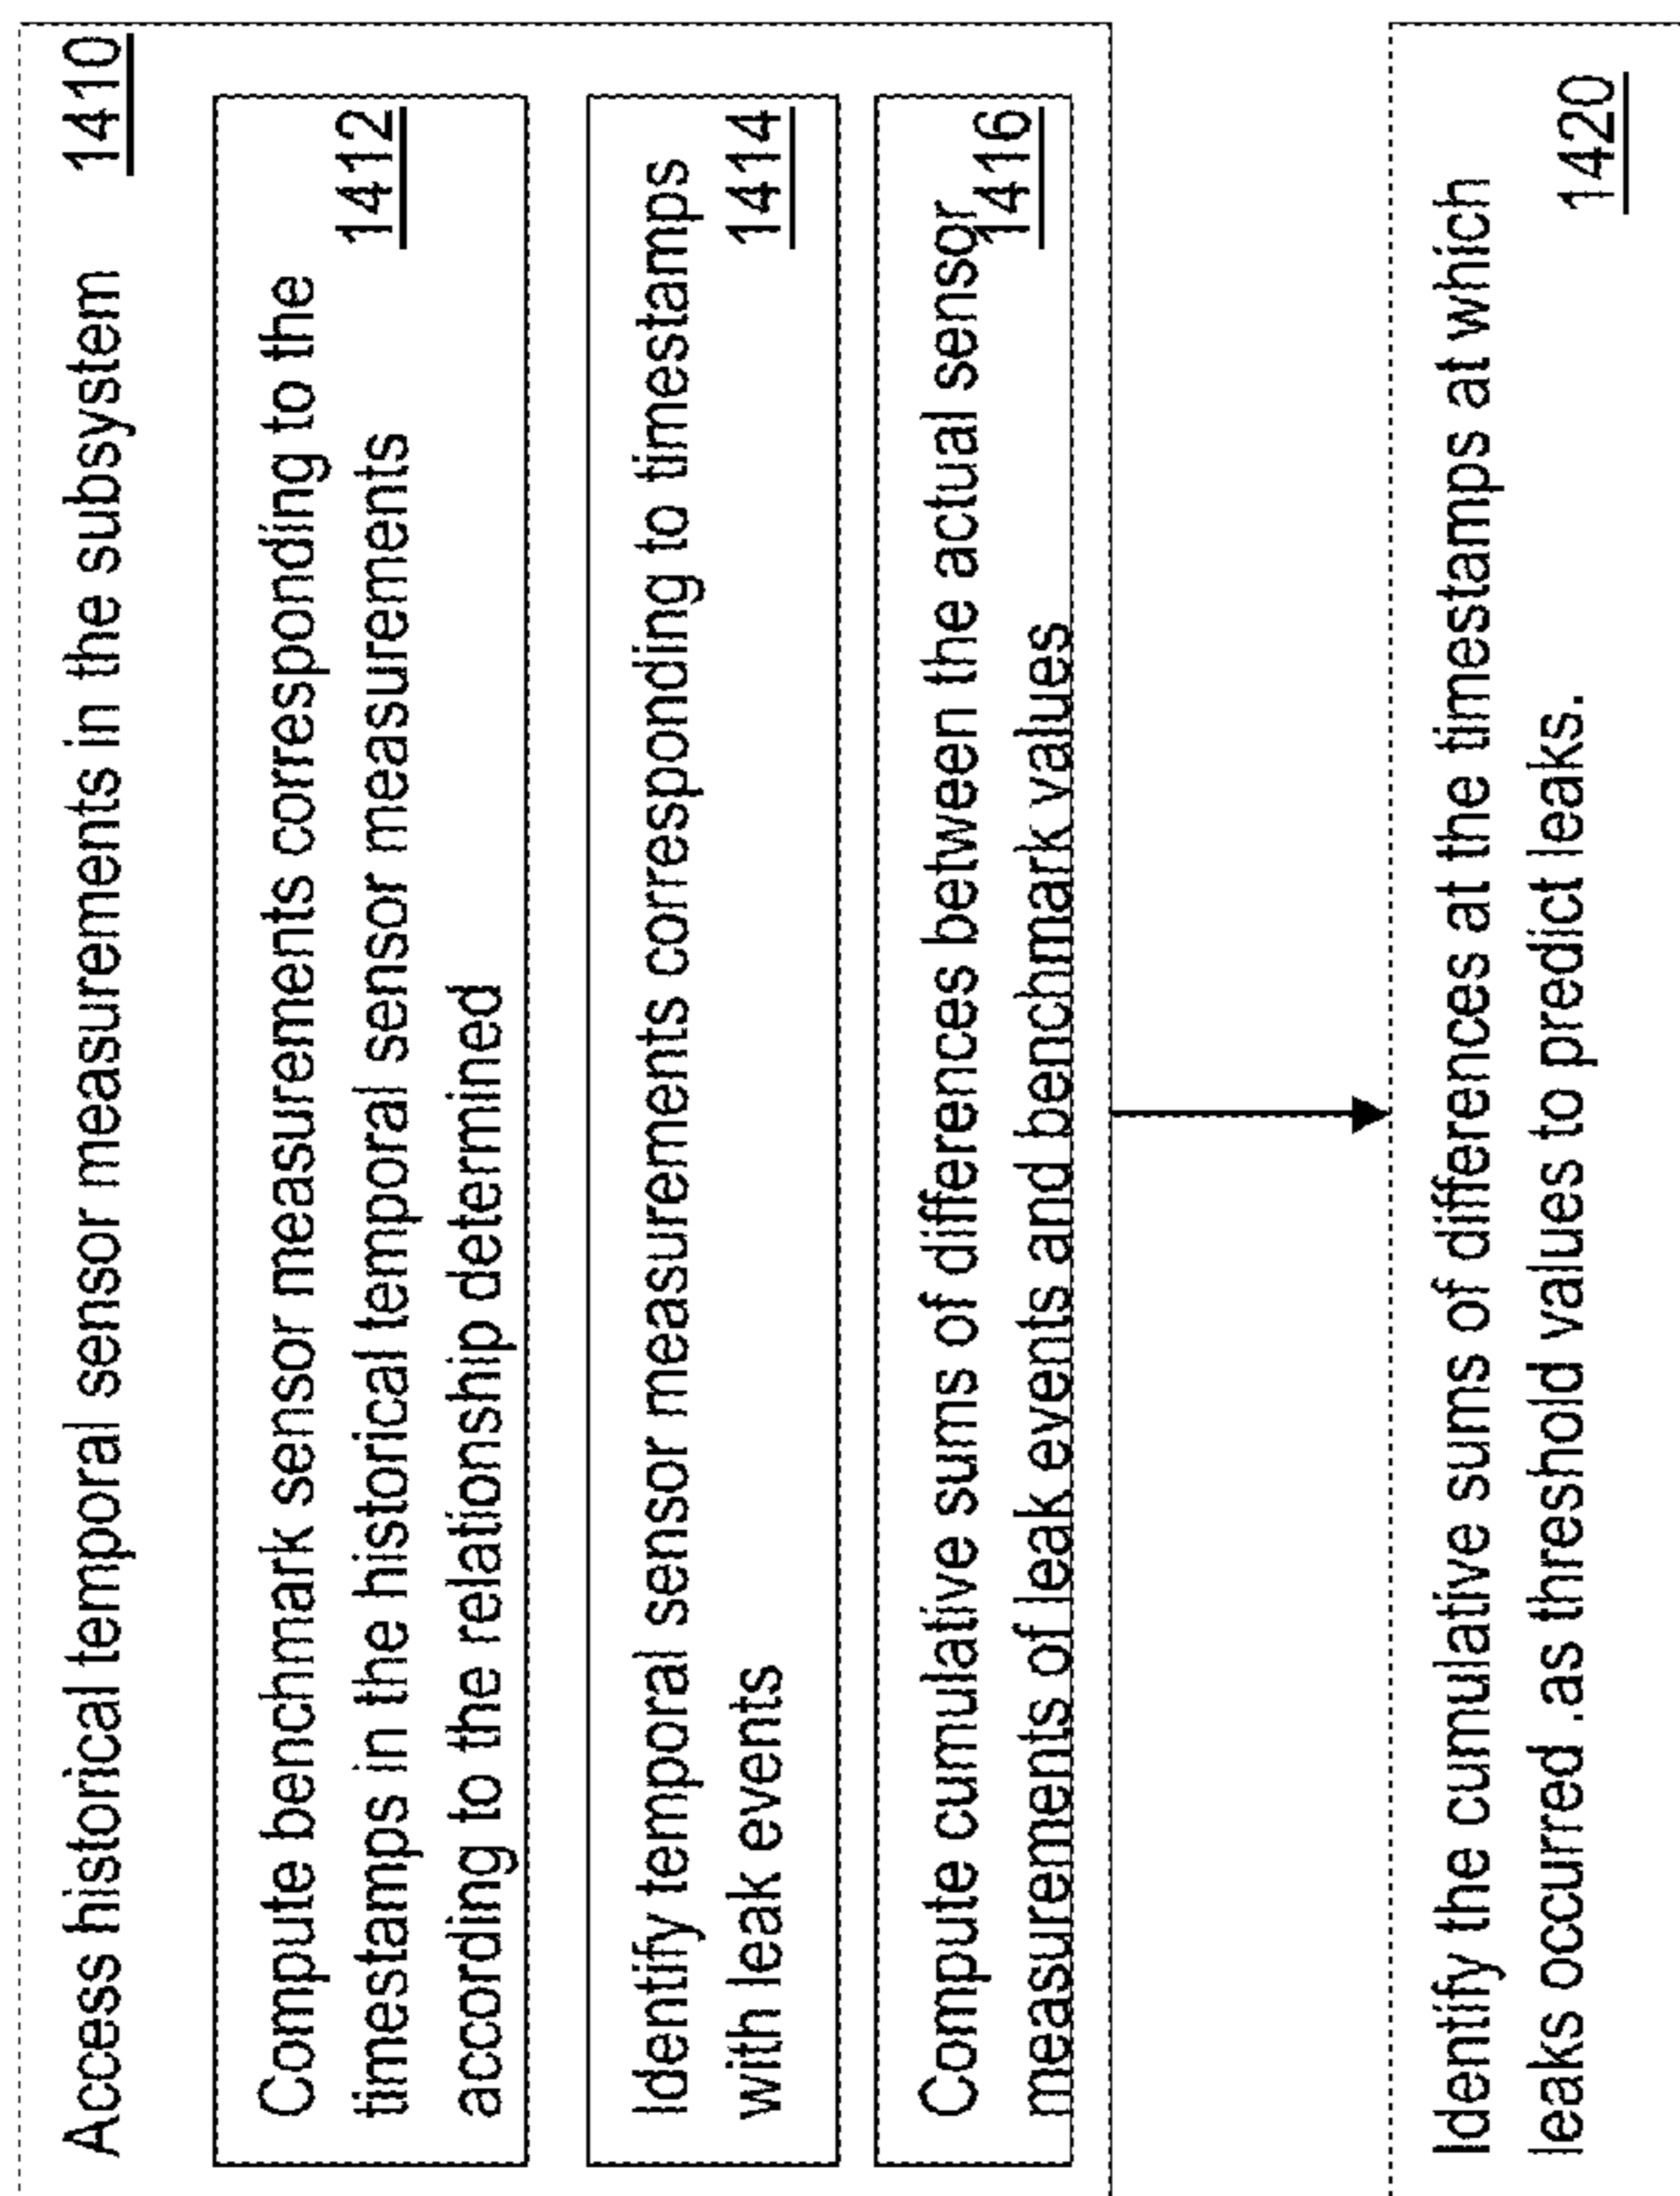 Access historical temporal sensor measurements in the subsystem 1410
Compute benchmark sensor measurements corresponding to the
timestamps in the historical temporal sensor measurements 1412
according to the relationship determined
Identify temporal sensor measurements corresponding to timestamps
with leak events 1414
Compute cumulative sums of differences between the actual sensor
measurements of leak events and benchmark values 1416
Identify the cumulative sums of differences at the timestamps at which
leaks occurred .as threshold values to predict leaks. 1420